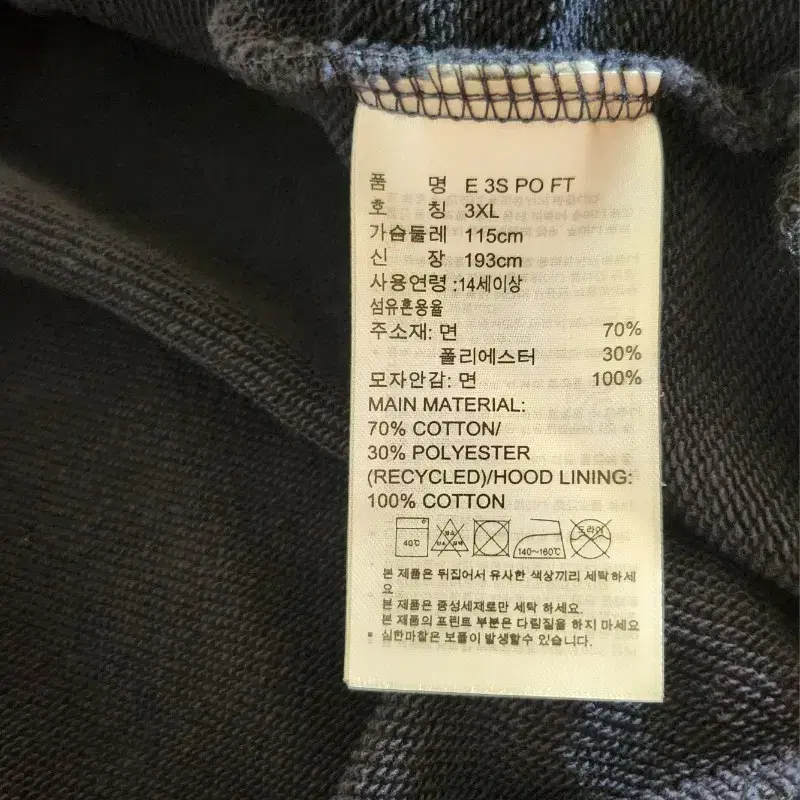 품 명 E 3S PO FT
호 칭 3XL
가슴둘레 115cm
신 장 193cm
사용연령 :14세이상
섬유혼용율
주소재: 면 70%
폴리에스터 30%
모자안감: 면 100%
MAIN MATERIAL:
70% COTTON/
30% POLYESTER
(RECYCLED)/HOOD LINING:
100% COTTON
40℃ 140~160℃ 드라이
본 제품은 뒤집어서 유사한 색상끼리 세탁하세
요
본 제품은 중성세제로만 세탁 하세요.
본 제품의 프린트 부분은 다림질을 하지 마세요
* 심한마찰은 보풀이 발생할수 있습니다.